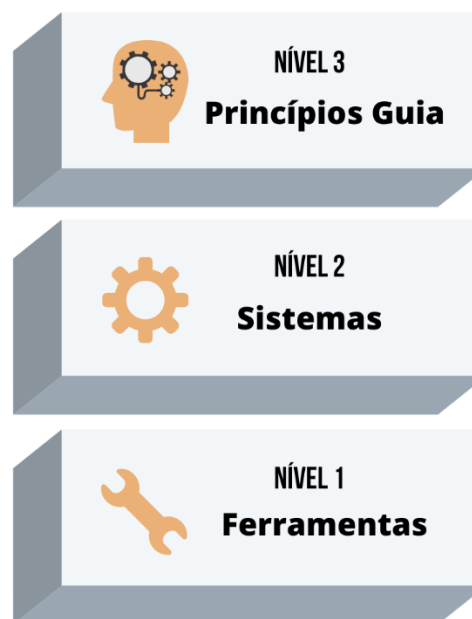 NÍVEL 3
Princípios Guia
NÍVEL 2
Sistemas
NÍVEL 1
Ferramentas